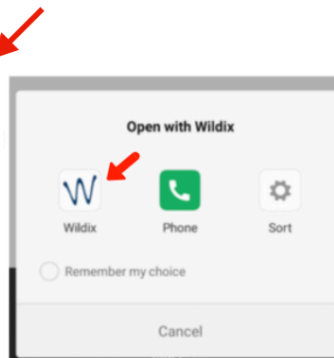 Open with Wildix
Wildix Phone Sort
Remember my choice
Cancel